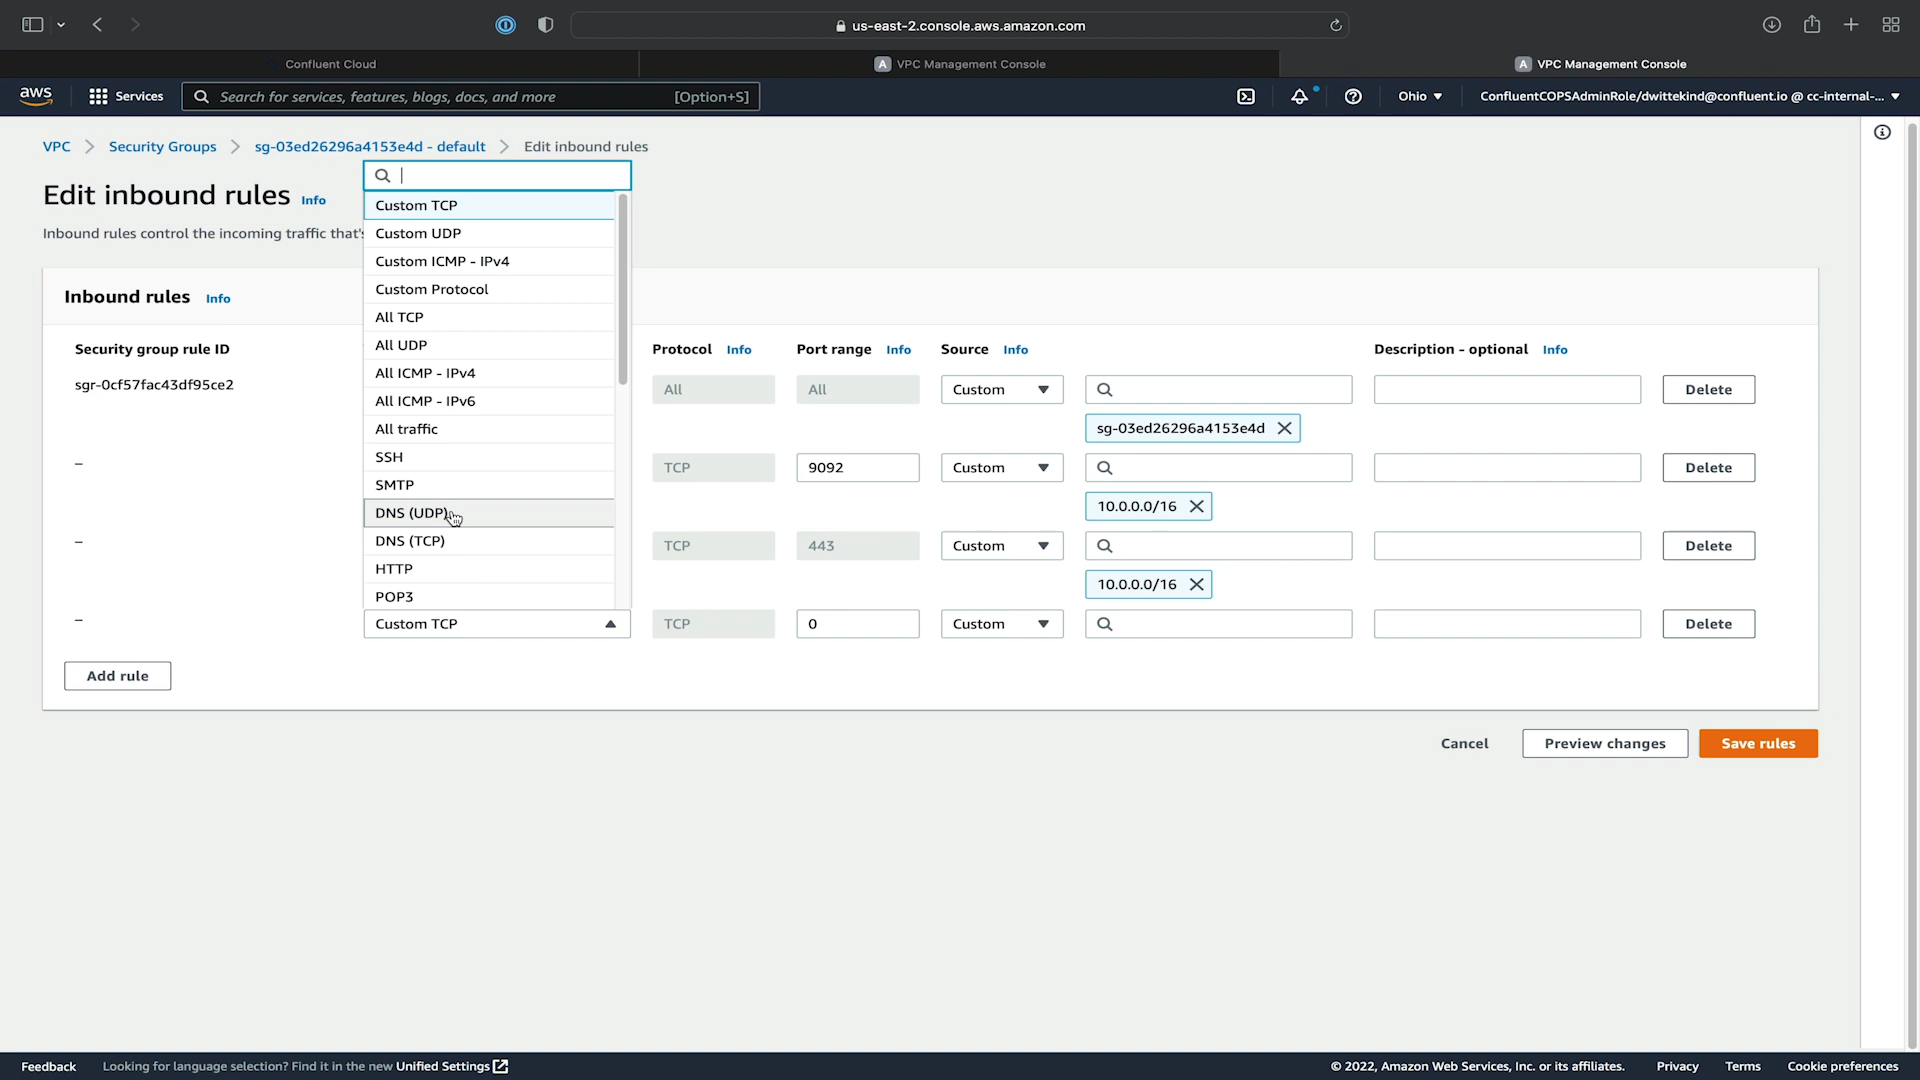 us-east-2.console.aws.amazon.com
Confluent Cloud
VPC Management Console
VPC Management Console
aws
Services
Search for services, features, blogs, docs, and more
[Option+S]
Ohio
ConfluentCOPSAdminRole/dwittekind@confluent.io @ cc-internal-...
VPC
Security Groups
sg-03ed26296a4153e4d - default
Edit inbound rules
Edit inbound rules Info
Inbound rules control the incoming traffic that's
Custom TCP
Custom UDP
Custom ICMP - IPv4
Custom Protocol
All TCP
All UDP
All ICMP - IPv4
All ICMP - IPv6
All traffic
SSH
SMTP
DNS (UDP)
DNS (TCP)
HTTP
POP3
Inbound rules Info
Security group rule ID
Protocol Info
Port range Info
Source Info
Description - optional Info
sgr-0cf57fac43df95ce2
All
All
Custom
Delete
sg-03ed26296a4153e4d
–
TCP
9092
Custom
Delete
10.0.0.0/16
–
TCP
443
Custom
Delete
10.0.0.0/16
–
Custom TCP
TCP
0
Custom
Delete
Add rule
Cancel
Preview changes
Save rules
Feedback
Looking for language selection? Find it in the new Unified Settings
© 2022, Amazon Web Services, Inc. or its affiliates.
Privacy
Terms
Cookie preferences